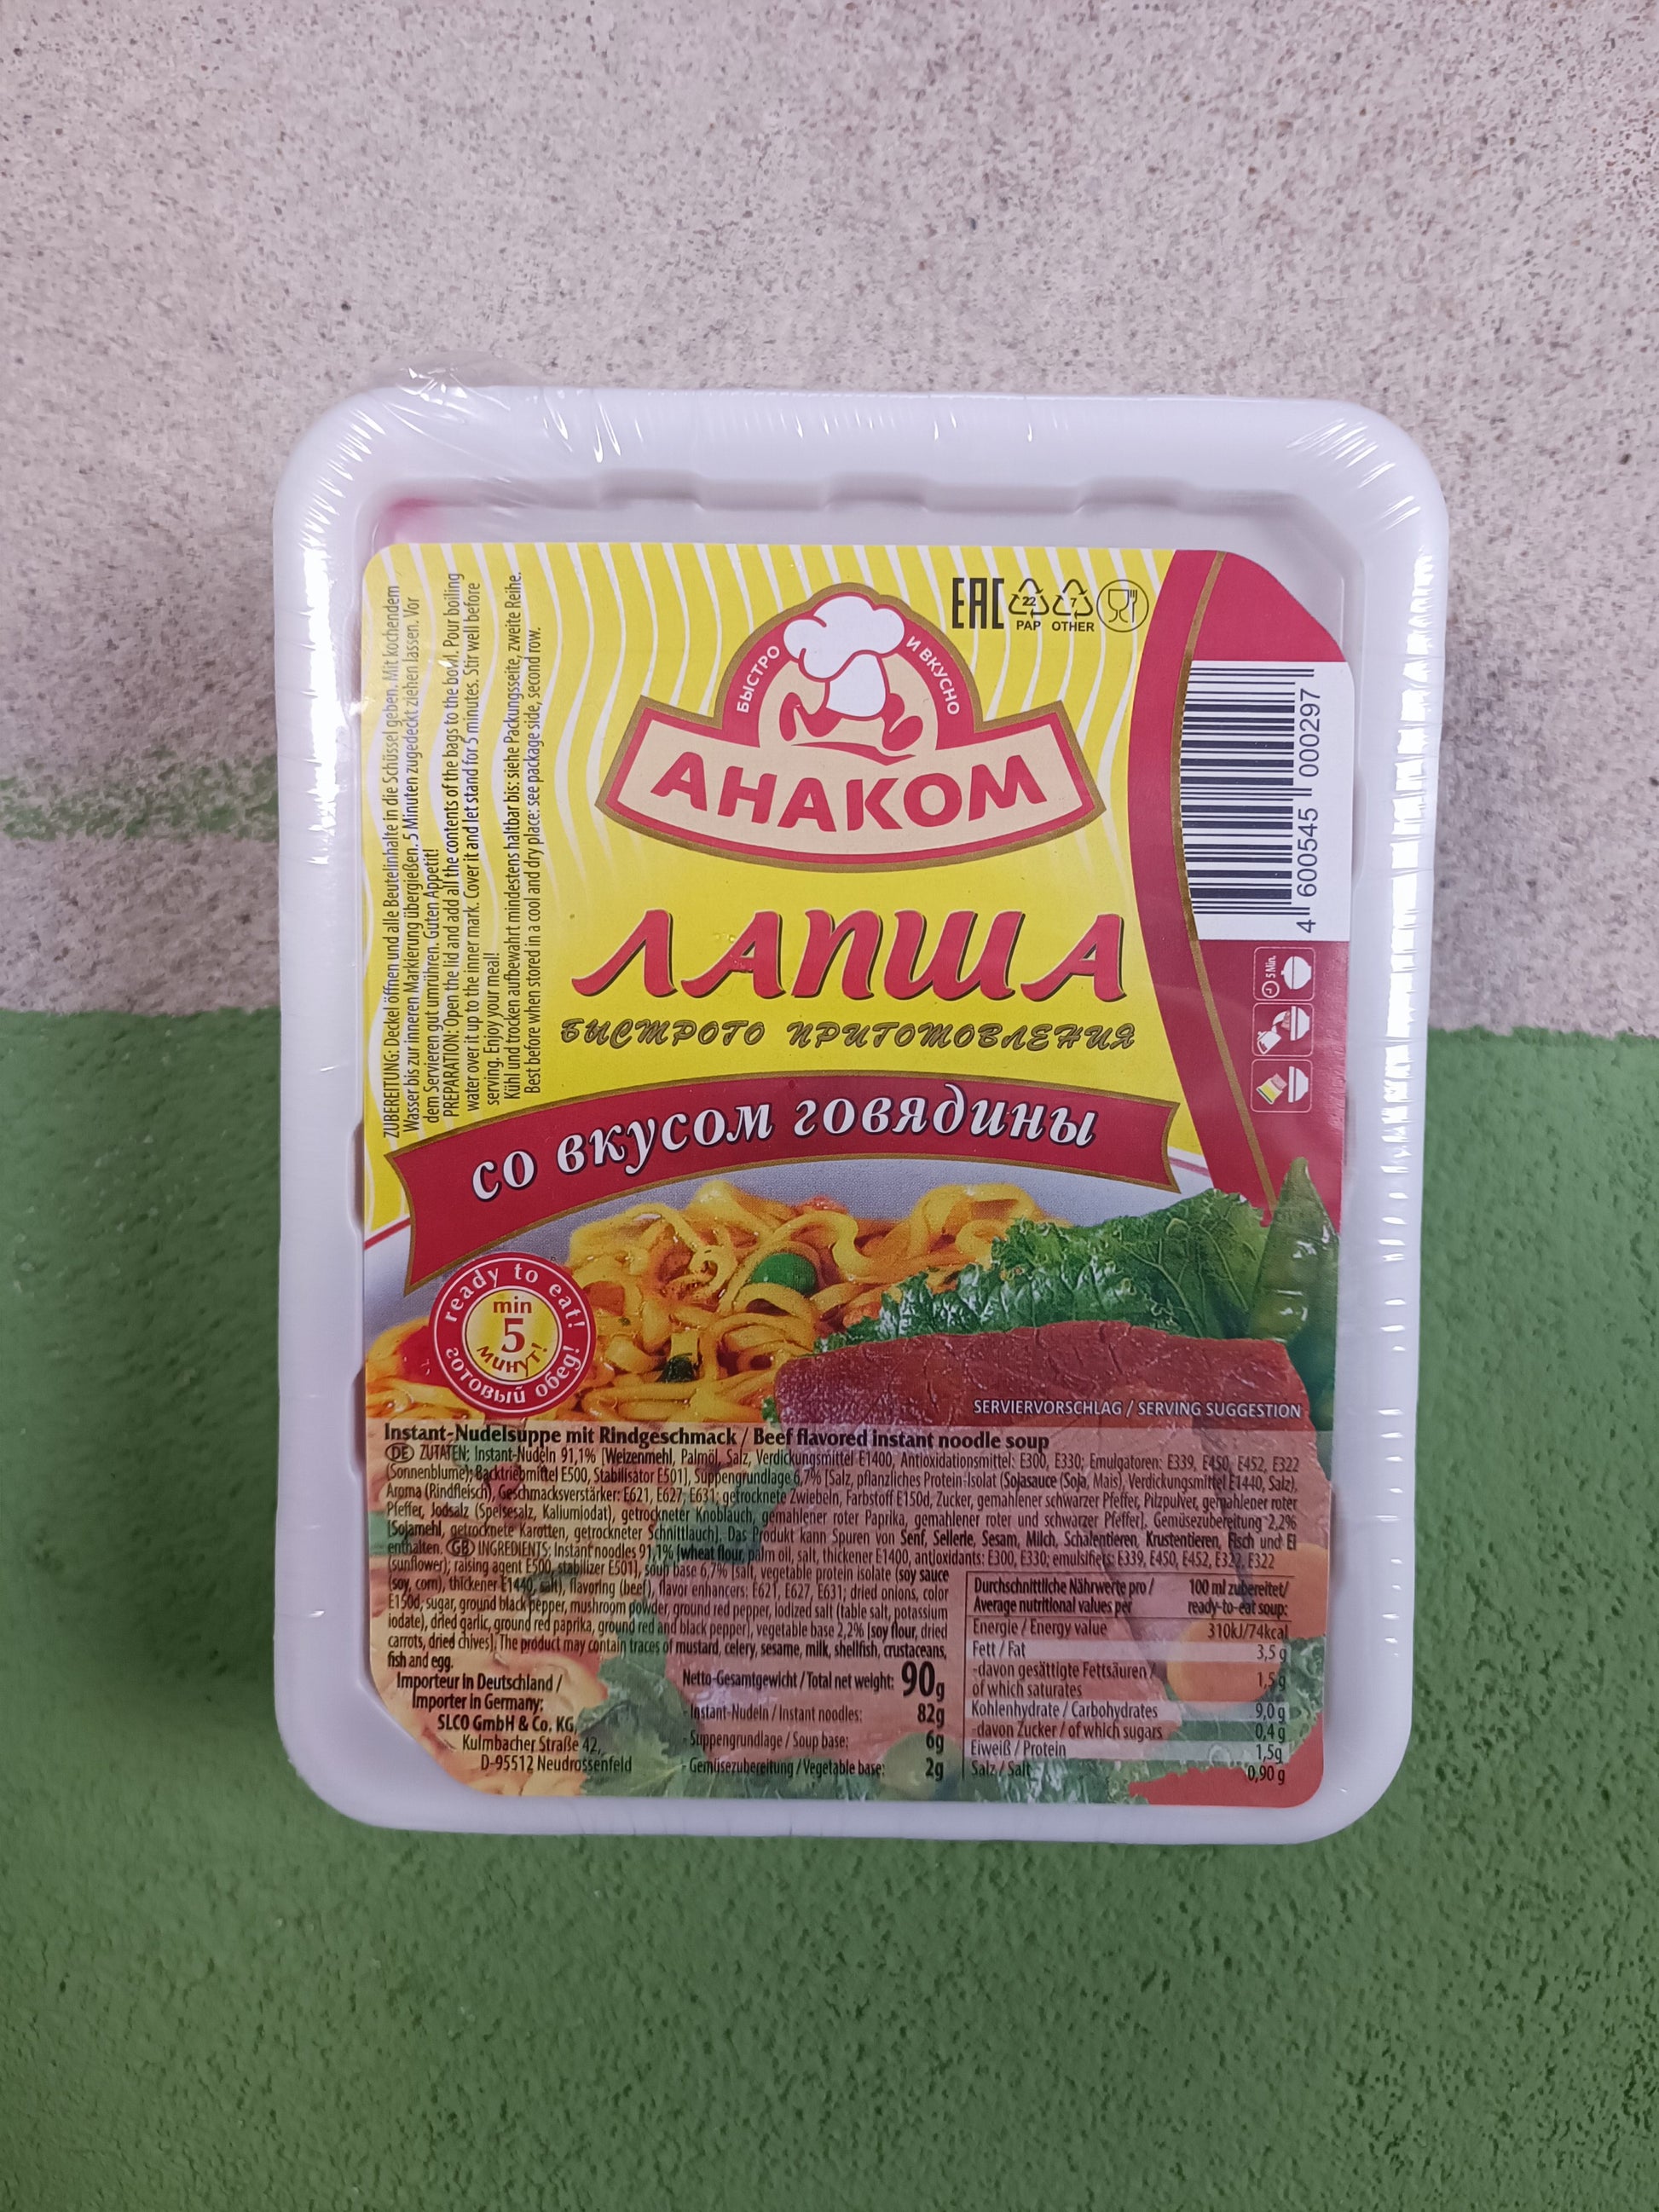 ZUBEREITUNG: Deckel öffnen und alle Beutelinhalte in die Schüssel geben. Mit kochendem
Wasser bis zur inneren Markierung übergießen. 5 Minuten zugedeckt ziehen lassen. Vor
dem Servieren gut umrühren. Guten Appetit!
PREPARATION: Open the lid and add all the contents of the bags to the bowl. Pour boiling
water over it up to the inner mark. Cover it and let stand for 5 minutes. Stir well before
serving. Enjoy your meal!
Kühl und trocken aufbewahrt mindestens haltbar bis: siehe Packungsseite, zweite Reihe.
Best before when stored in a cool and dry place: see package side, second row.
EAC
22
PAP
7
OTHER
БЫСТРО И ВКУСНО
АНАКОМ
4 600545 000297
5 Min.
ЛАПША
БЫСТРОГО ПРИГОТОВЛЕНИЯ
со вкусом говядины
ready to eat!
min
5
минут!
готовый обед!
SERVIERVORSCHLAG / SERVING SUGGESTION
Instant-Nudelsuppe mit Rindgeschmack / Beef flavored instant noodle soup
DE ZUTATEN: Instant-Nudeln 91,1% [Weizenmehl, Palmöl, Salz, Verdickungsmittel E1400, Antioxidationsmittel: E300, E330; Emulgatoren: E339, E450, E452, E322
(Sonnenblume); Backtriebmittel E500, Stabilisator E501], Suppengrundlage 6,7% [Salz, pflanzliches Protein-Isolat (Sojasauce (Soja, Mais), Verdickungsmittel E1440, Salz),
Aroma (Rindfleisch), Geschmacksverstärker: E621, E627, E631; getrocknete Zwiebeln, Farbstoff E150d, Zucker, gemahlener schwarzer Pfeffer, Pilzpulver, gemahlener roter
Pfeffer, Jodsalz (Speisesalz, Kaliumjodat), getrockneter Knoblauch, gemahlener roter Paprika, gemahlener roter und schwarzer Pfeffer], Gemüsezubereitung 2,2%
[Sojamehl, getrocknete Karotten, getrockneter Schnittlauch]. Das Produkt kann Spuren von Senf, Sellerie, Sesam, Milch, Schalentieren, Krustentieren, Fisch und Ei
enthalten. GB INGREDIENTS: Instant noodles 91,1% [wheat flour, palm oil, salt, thickener E1400, antioxidants: E300, E330; emulsifiers: E339, E450, E452, E322, E322
(sunflower); raising agent E500, stabilizer E501], soup base 6,7% [salt, vegetable protein isolate (soy sauce
(soy, corn), thickener E1440, salt), flavoring (beef), flavor enhancers: E621, E627, E631; dried onions, color
E150d, sugar, ground black pepper, mushroom powder, ground red pepper, iodized salt (table salt, potassium
iodate), dried garlic, ground red paprika, ground red and black pepper], vegetable base 2,2% [soy flour, dried
carrots, dried chives]. The product may contain traces of mustard, celery, sesame, milk, shellfish, crustaceans,
fish and egg.
Importeur in Deutschland /
Importer in Germany:
SLCO GmbH & Co. KG,
Kulmbacher Straße 42,
D-95512 Neudrossenfeld
Netto-Gesamtgewicht / Total net weight: 90g
- Instant-Nudeln / Instant noodles: 82g
- Suppengrundlage / Soup base: 6g
- Gemüsezubereitung / Vegetable base: 2g
Durchschnittliche Nährwerte pro / 100 ml zubereitet/
Average nutritional values per ready-to-eat soup:
Energie / Energy value 310kJ/74kcal
Fett / Fat 3,5 g
-davon gesättigte Fettsäuren /
of which saturates 1,5 g
Kohlenhydrate / Carbohydrates 9,0 g
-davon Zucker / of which sugars 0,4 g
Eiweiß / Protein 1,5g
Salz / Salt 0,90 g